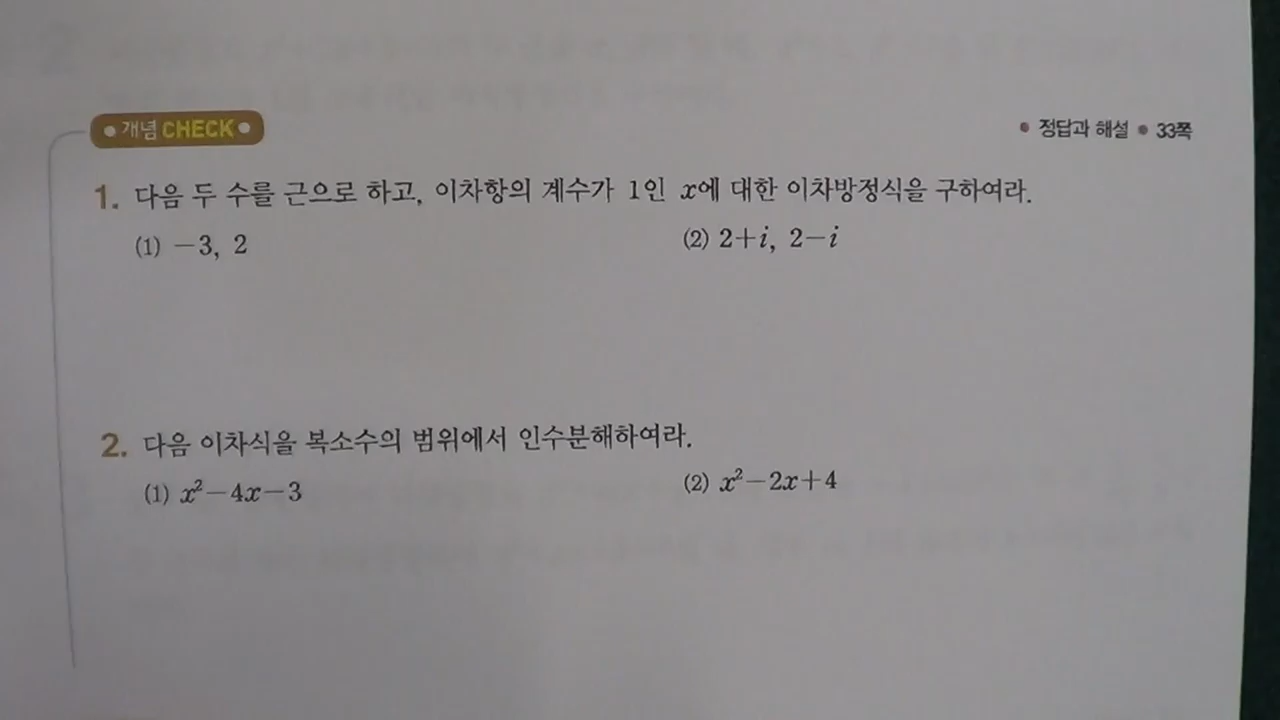 개념 CHECK
정답과 해설 • 33쪽
1. 다음 두 수를 근으로 하고, 이차항의 계수가 1인 x에 대한 이차방정식을 구하여라.
(1) −3, 2 (2) 2+i, 2−i
2. 다음 이차식을 복소수의 범위에서 인수분해하여라.
(1) x²−4x−3 (2) x²−2x+4